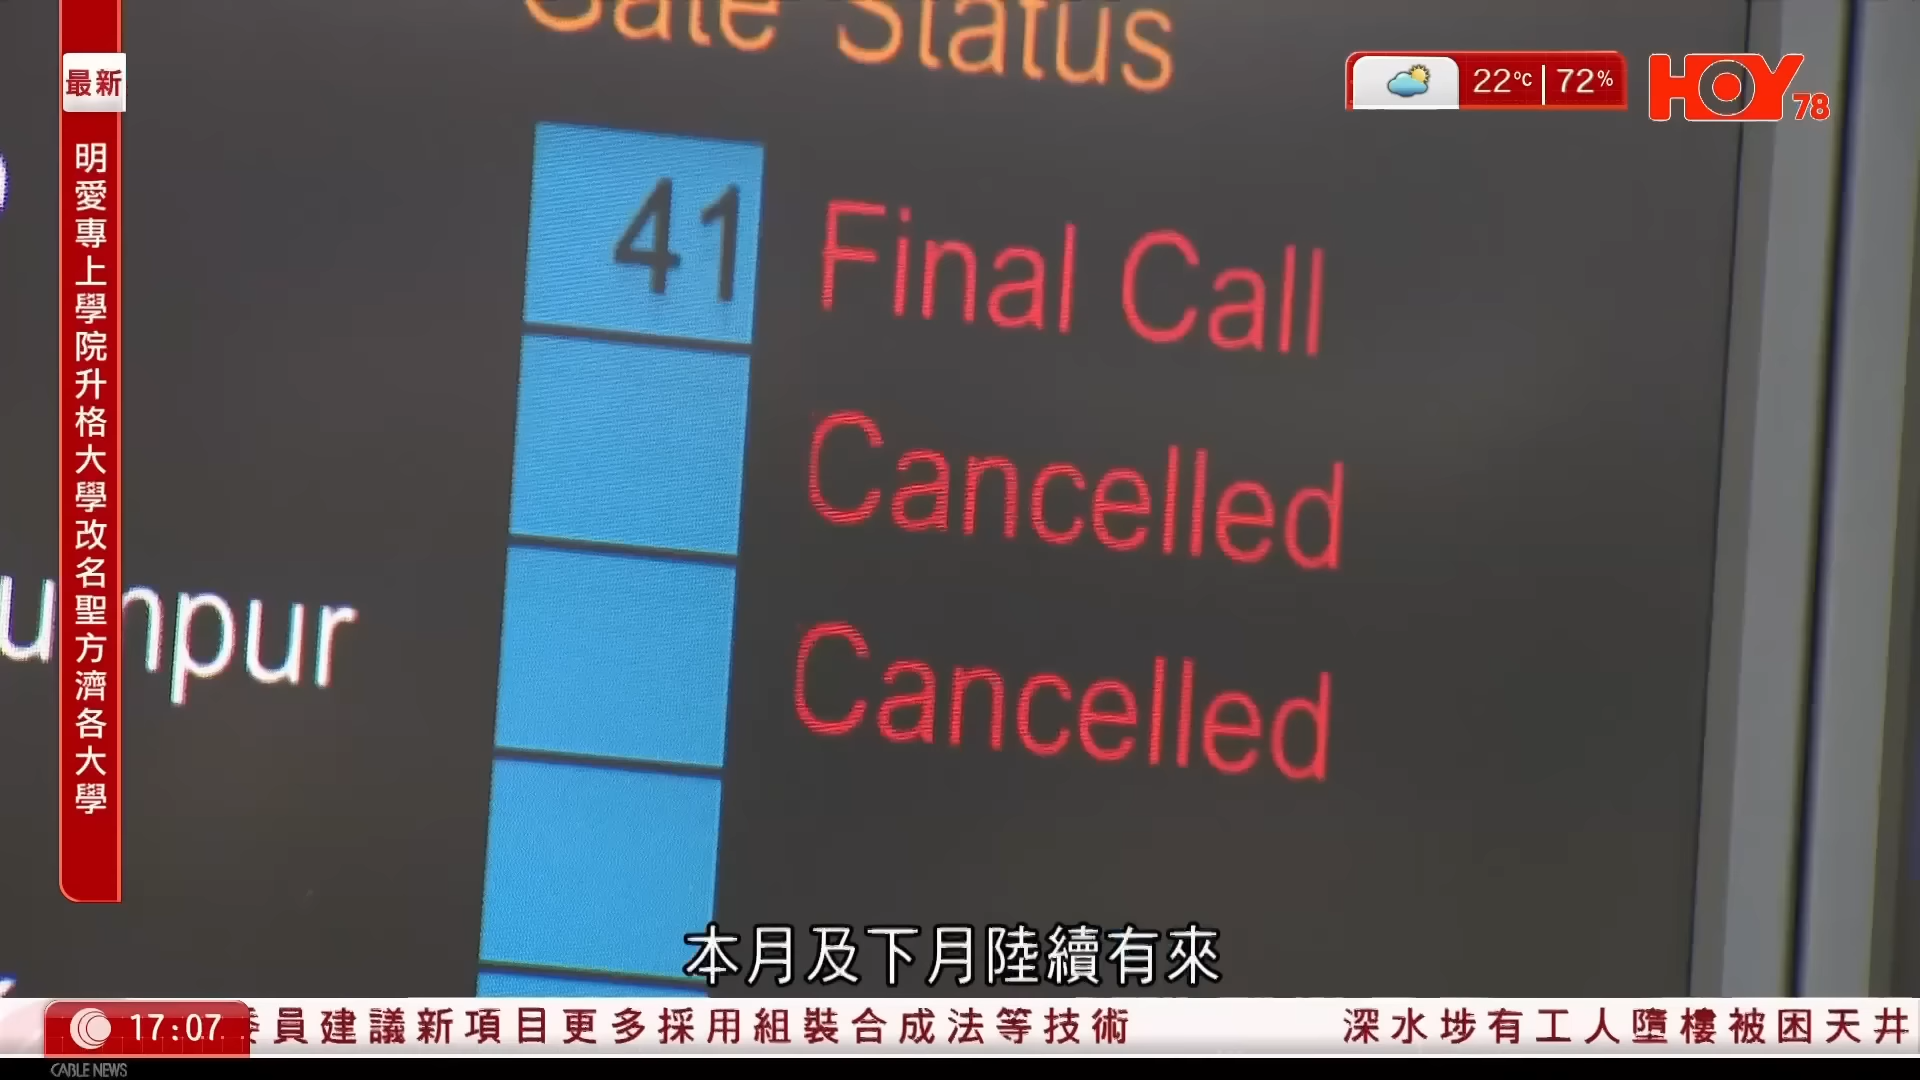 Gate Status
最新
22°C | 72%
HOY 78
明愛專上學院升格大學改名聖方濟各大學
41 Final Call
Cancelled
umpur Cancelled
本月及下月陸續有來
17:07 委員建議新項目更多採用組裝合成法等技術 深水埗有工人墮樓被困天井
CABLE NEWS